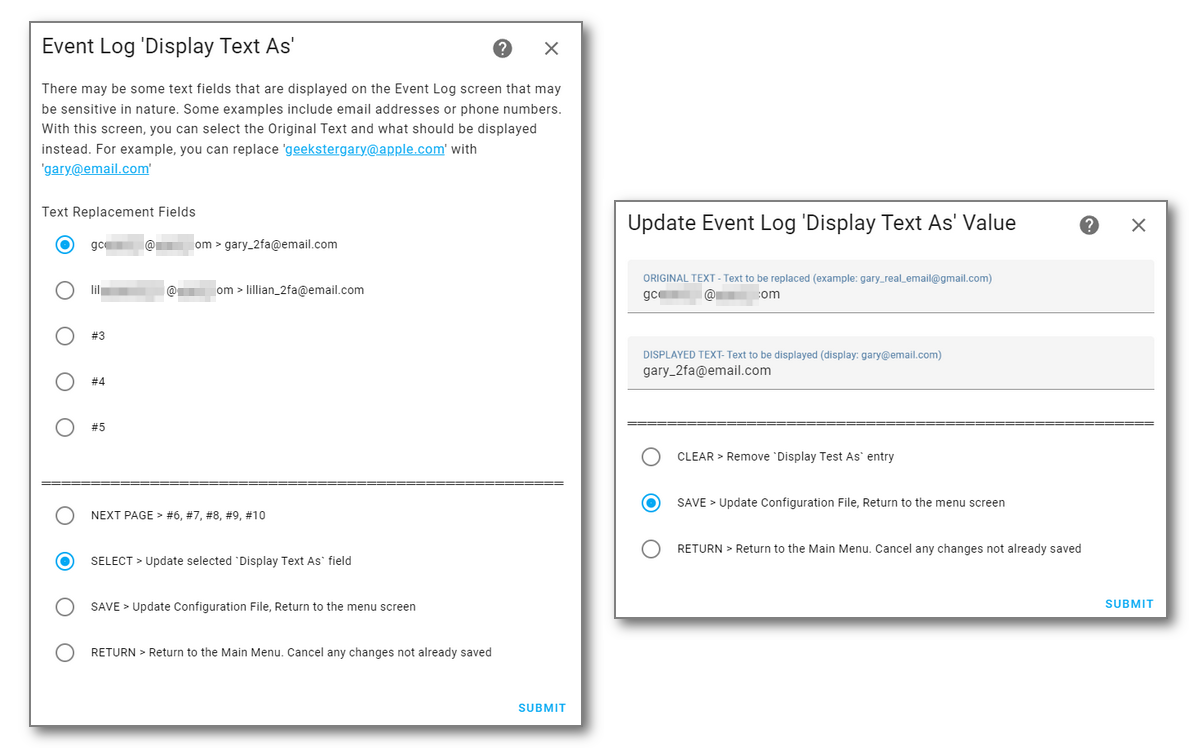 Event Log 'Display Text As'
There may be some text fields that are displayed on the Event Log screen that may
be sensitive in nature. Some examples include email addresses or phone numbers.
With this screen, you can select the Original Text and what should be displayed
instead. For example, you can replace 'geekstergary@apple.com' with
'gary@email.com'
Text Replacement Fields
gc @ om > gary_2fa@email.com
lil @ om > lillian_2fa@email.com
#3
#4
#5
=====================================================
NEXT PAGE > #6, #7, #8, #9, #10
SELECT > Update selected `Display Text As` field
SAVE > Update Configuration File, Return to the menu screen
RETURN > Return to the Main Menu. Cancel any changes not already saved
SUBMIT
Update Event Log 'Display Text As' Value
ORIGINAL TEXT - Text to be replaced (example: gary_real_email@gmail.com)
gc @ om
DISPLAYED TEXT- Text to be displayed (display: gary@email.com)
gary_2fa@email.com
=====================================================
CLEAR > Remove `Display Test As` entry
SAVE > Update Configuration File, Return to the menu screen
RETURN > Return to the Main Menu. Cancel any changes not already saved
SUBMIT